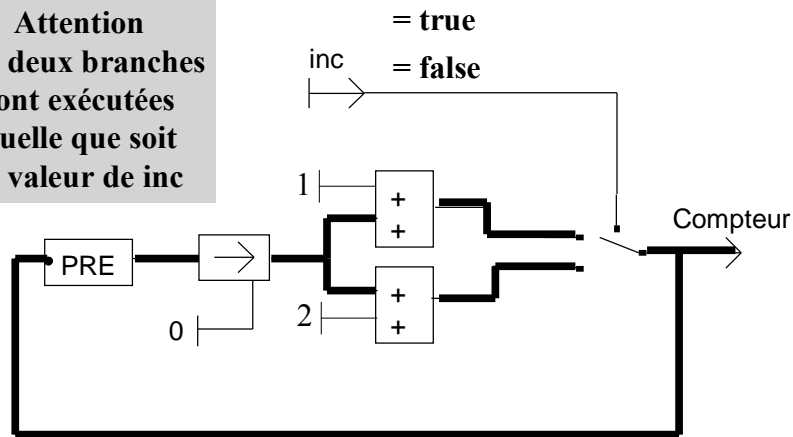 Attention
deux branches
ont exécutées
uelle que soit
valeur de inc
= true
inc
= false
1
+
+
Compteur
PRE
2
+
+
0